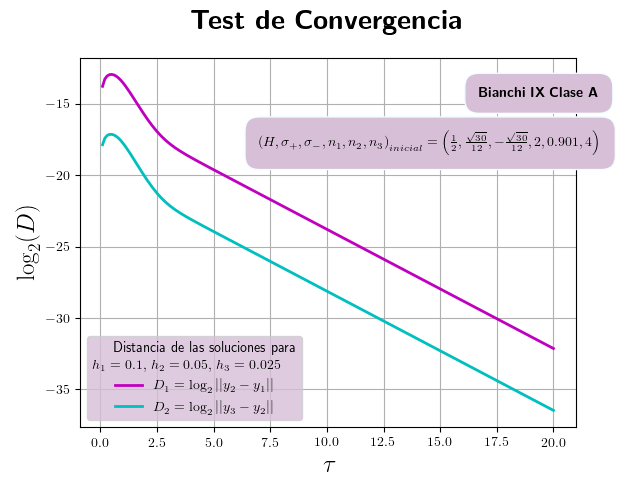 Test de Convergencia
Bianchi IX Clase A
(H, σ₊, σ₋, n₁, n₂, n₃)_{inicial} = (1/2, √30/12, −√30/12, 2, 0.901, 4)
log₂(D)
−15
−20
−25
−30
−35
Distancia de las soluciones para
h₁ = 0.1, h₂ = 0.05, h₃ = 0.025
D₁ = log₂||y₂ − y₁||
D₂ = log₂||y₃ − y₂||
0.0 2.5 5.0 7.5 10.0 12.5 15.0 17.5 20.0
τ